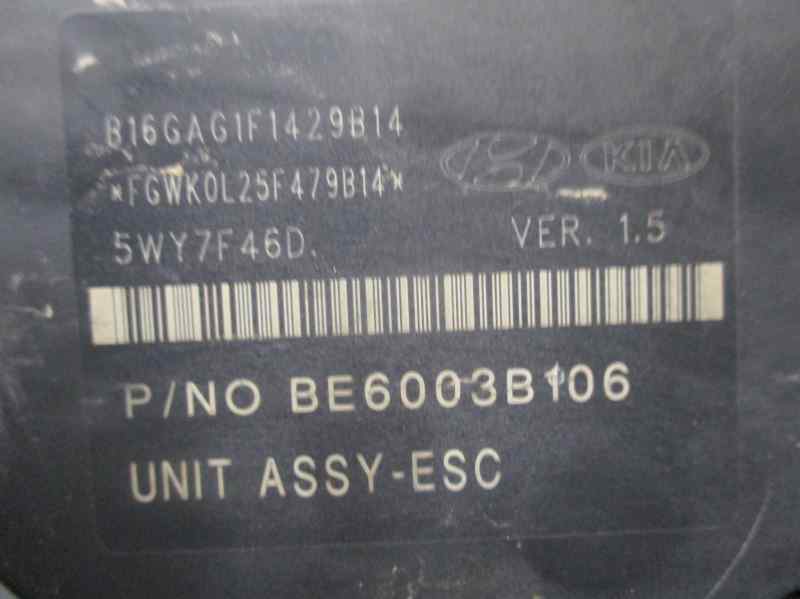 B16GAG1F1429B14
*FGWK0L25F479B14*
KIA
5WY7F46D.
VER. 1.5
P/NO BE6003B106
UNIT ASSY-ESC